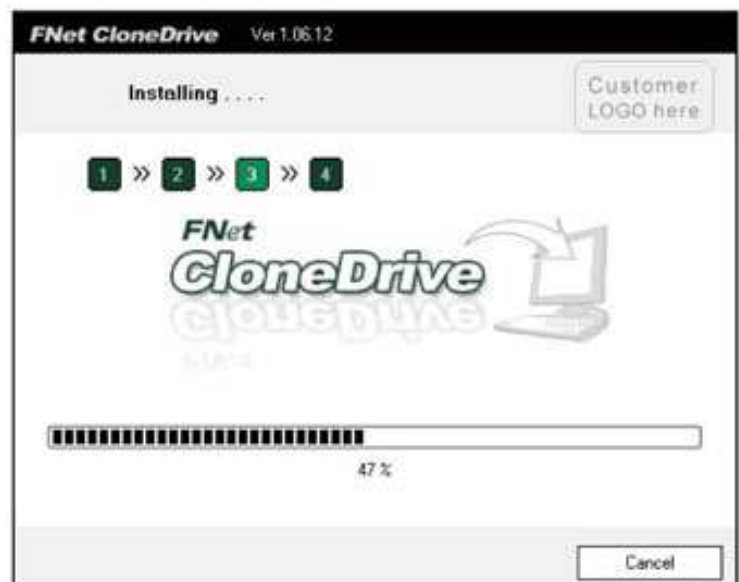 FNet CloneDrive Ver 1.06.12
Installing . . . .
Customer
LOGO here
1 » 2 » 3 » 4
FNet
CloneDrive
47 %
Cancel